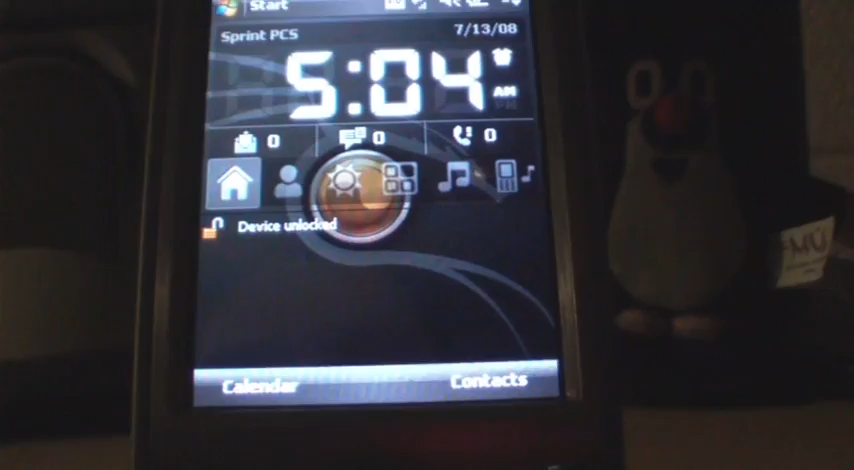 Start
Sprint PCS 7/13/08
5:04 AM PM
0 0 0
Device unlocked
Calendar Contacts